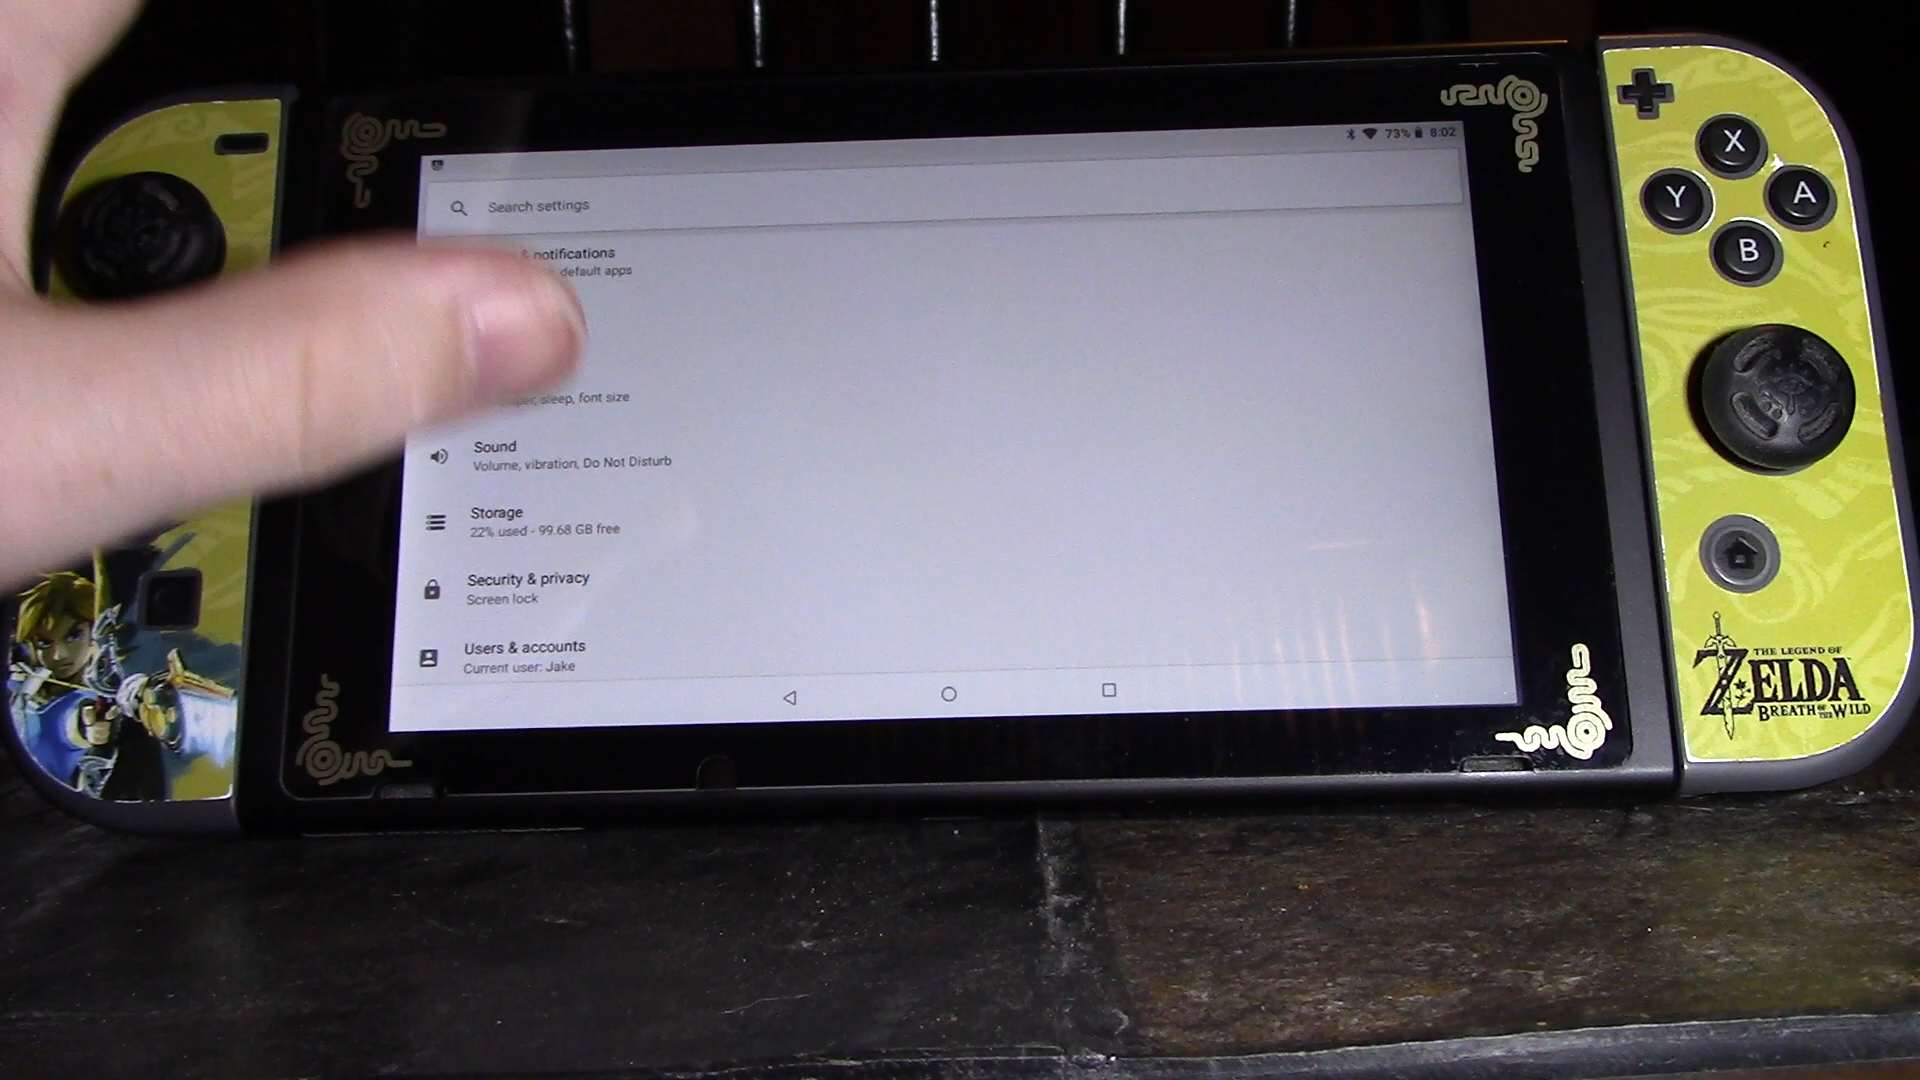 73% 8:02
Search settings
& notifications
default apps
sleep, font size
Sound
Volume, vibration, Do Not Disturb
Storage
22% used - 99.68 GB free
Security & privacy
Screen lock
Users & accounts
Current user: Jake
X
Y
A
B
THE LEGEND OF
ZELDA
BREATH OF THE WILD